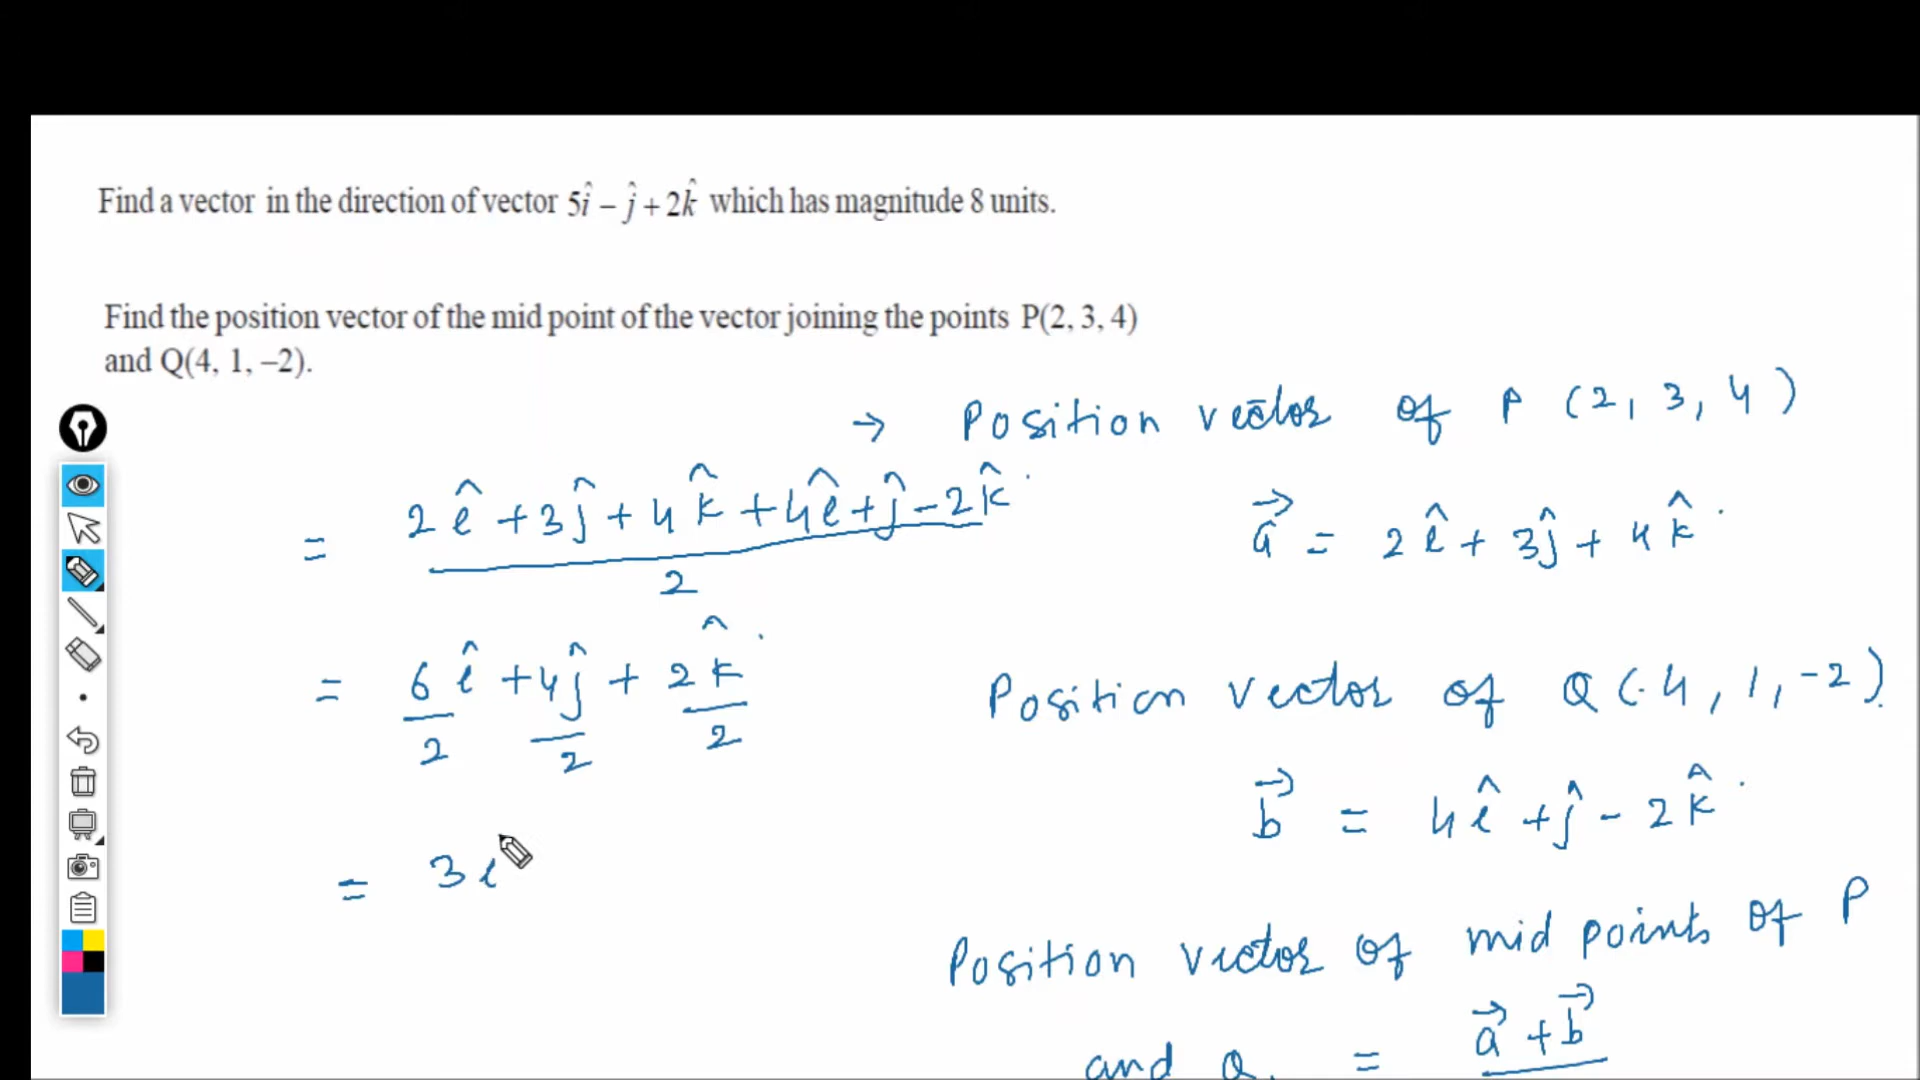 Find a vector in the direction of vector 5î − ĵ + 2k̂ which has magnitude 8 units.
Find the position vector of the mid point of the vector joining the points P(2, 3, 4)
and Q(4, 1, –2).
→ Position vector of P (2, 3, 4)
= 2î + 3ĵ + 4k̂ + 4î + ĵ - 2k̂
2
a⃗ = 2î + 3ĵ + 4k̂
= 6î + 4ĵ + 2k̂
2 2 2
Position vector of Q (4, 1, -2).
b⃗ = 4î + ĵ - 2k̂
= 3i
Position vector of mid points of P
and Q. = a⃗ + b⃗